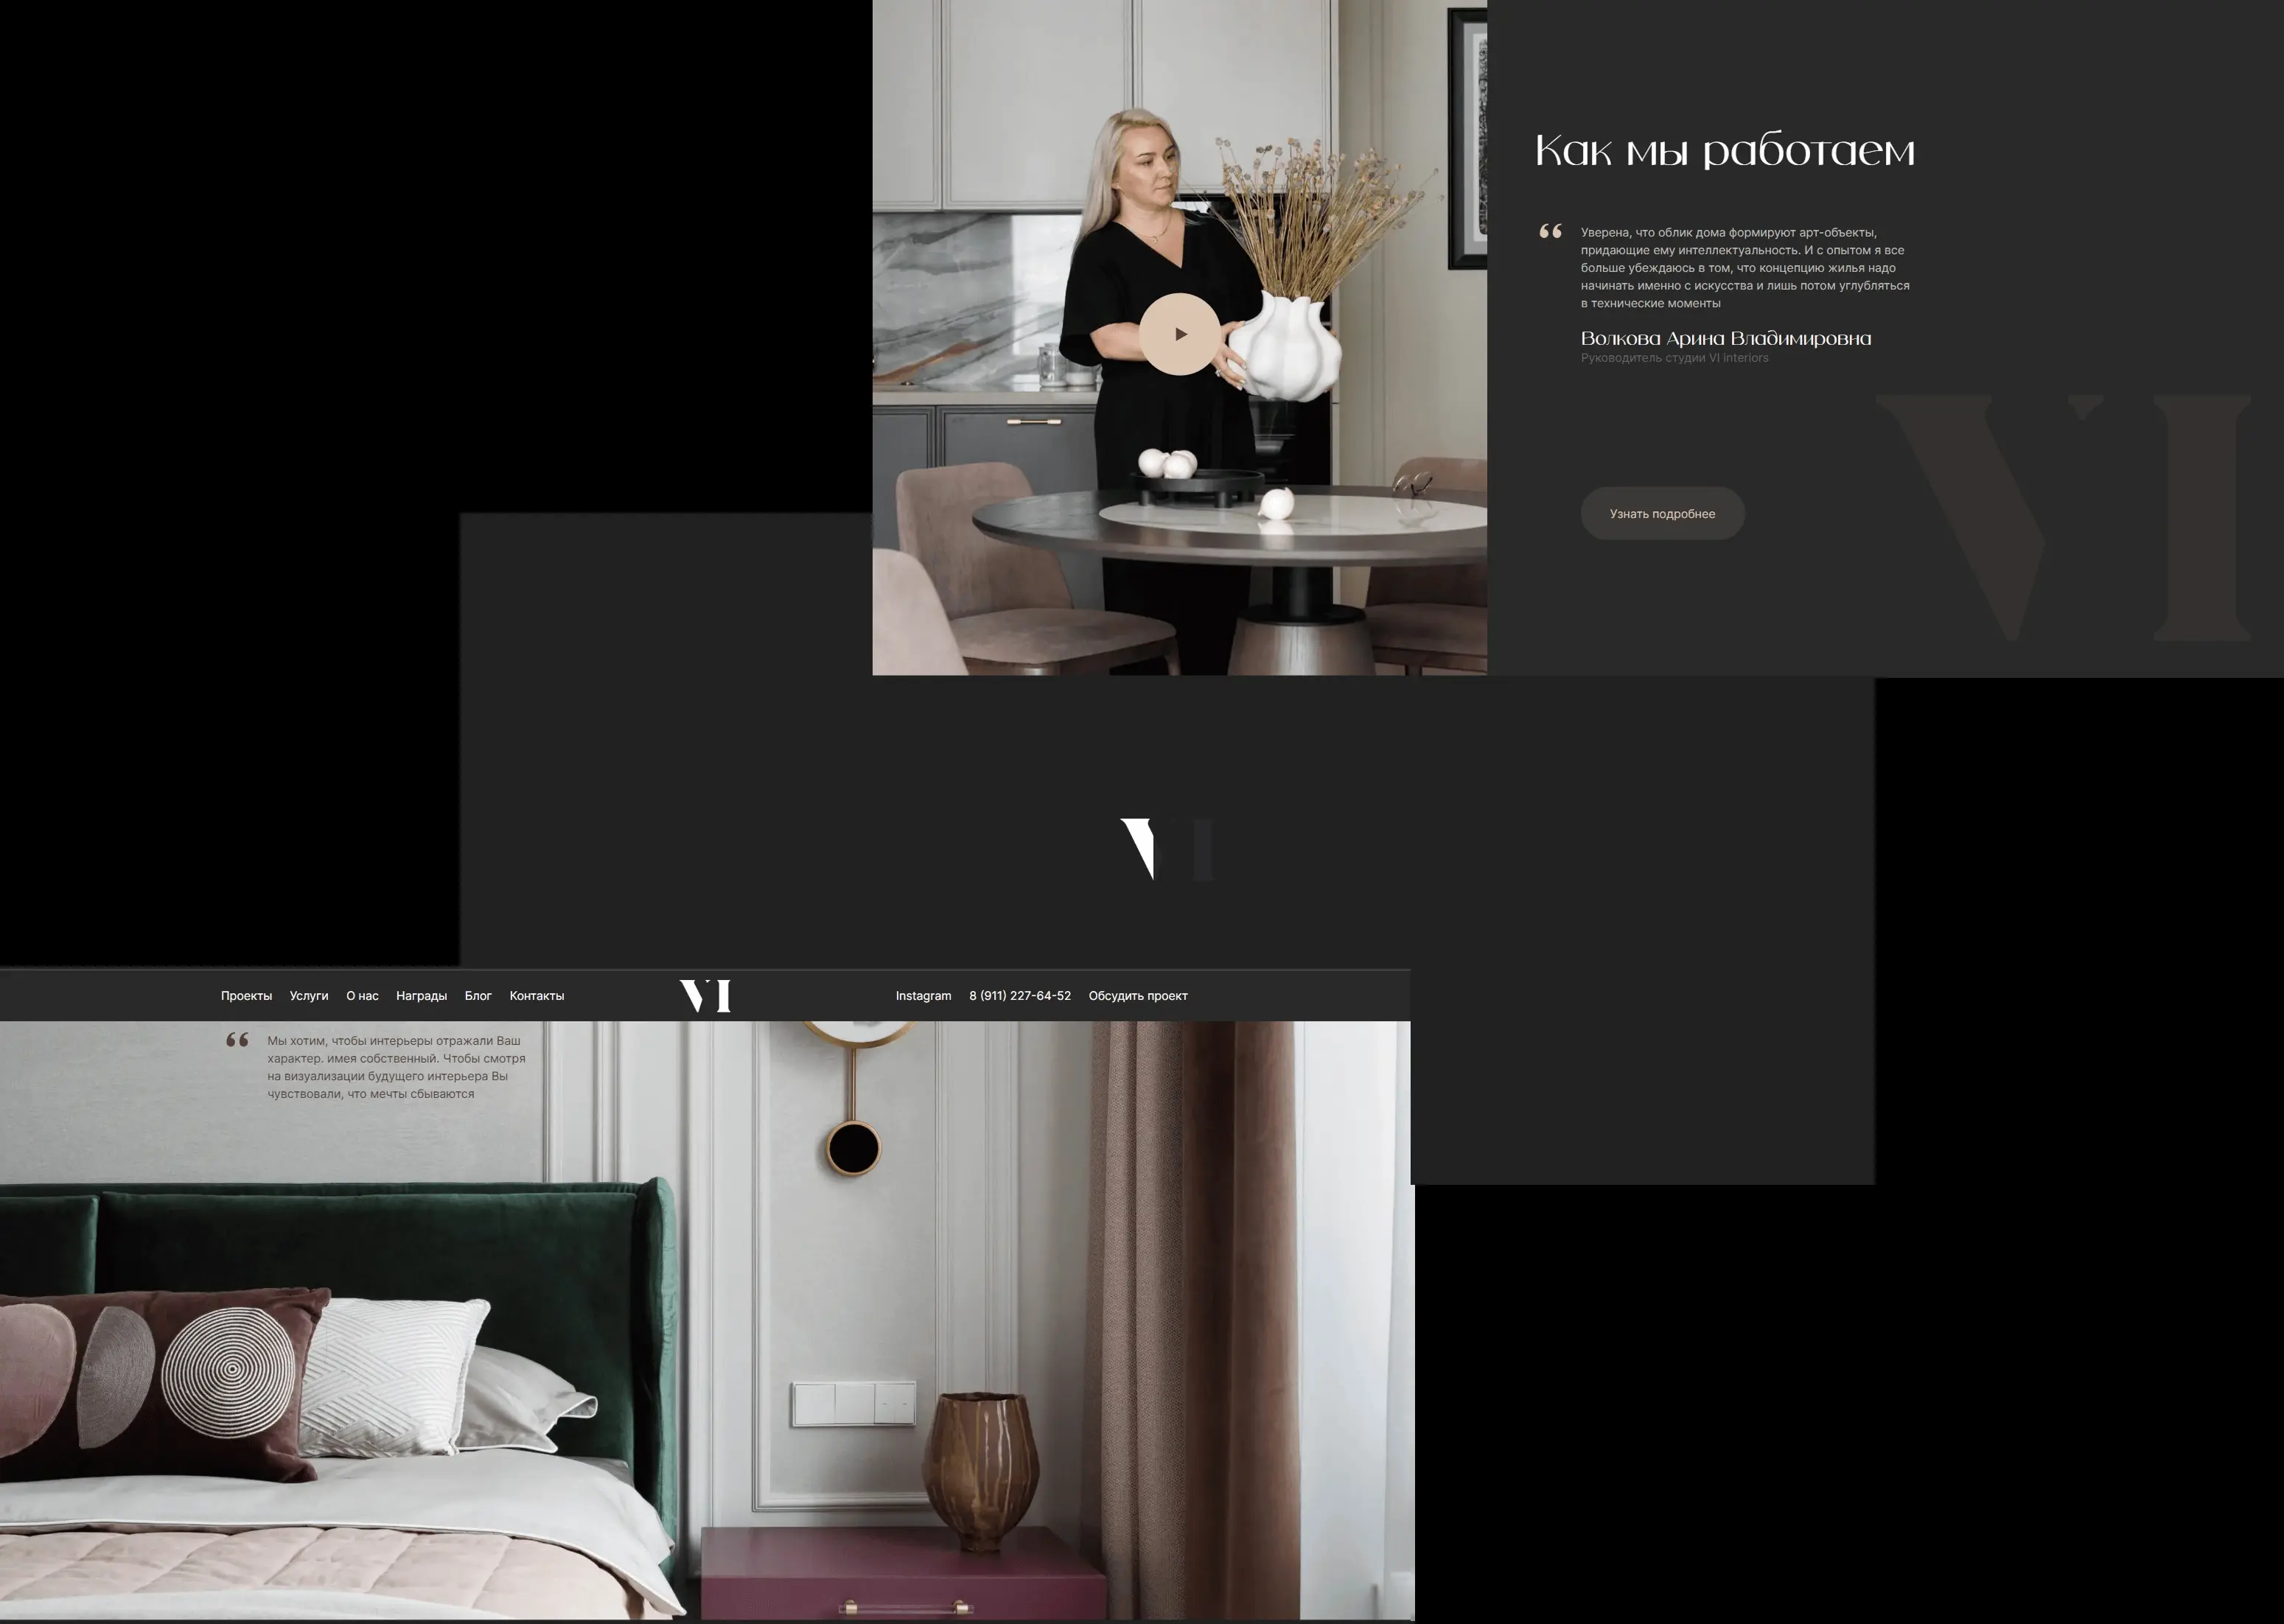 Как мы работаем
“
Уверена, что облик дома формируют арт-объекты,
придающие ему интеллектуальность. И с опытом я все
больше убеждаюсь в том, что концепцию жилья надо
начинать именно с искусства и лишь потом углубляться
в технические моменты
Волкова Арина Владимировна
Руководитель студии VI interiors
Узнать подробнее
VI
VI
Проекты Услуги О нас Награды Блог Контакты VI Instagram 8 (911) 227-64-52 Обсудить проект
“
Мы хотим, чтобы интерьеры отражали Ваш
характер. имея собственный. Чтобы смотря
на визуализации будущего интерьера Вы
чувствовали, что мечты сбываются